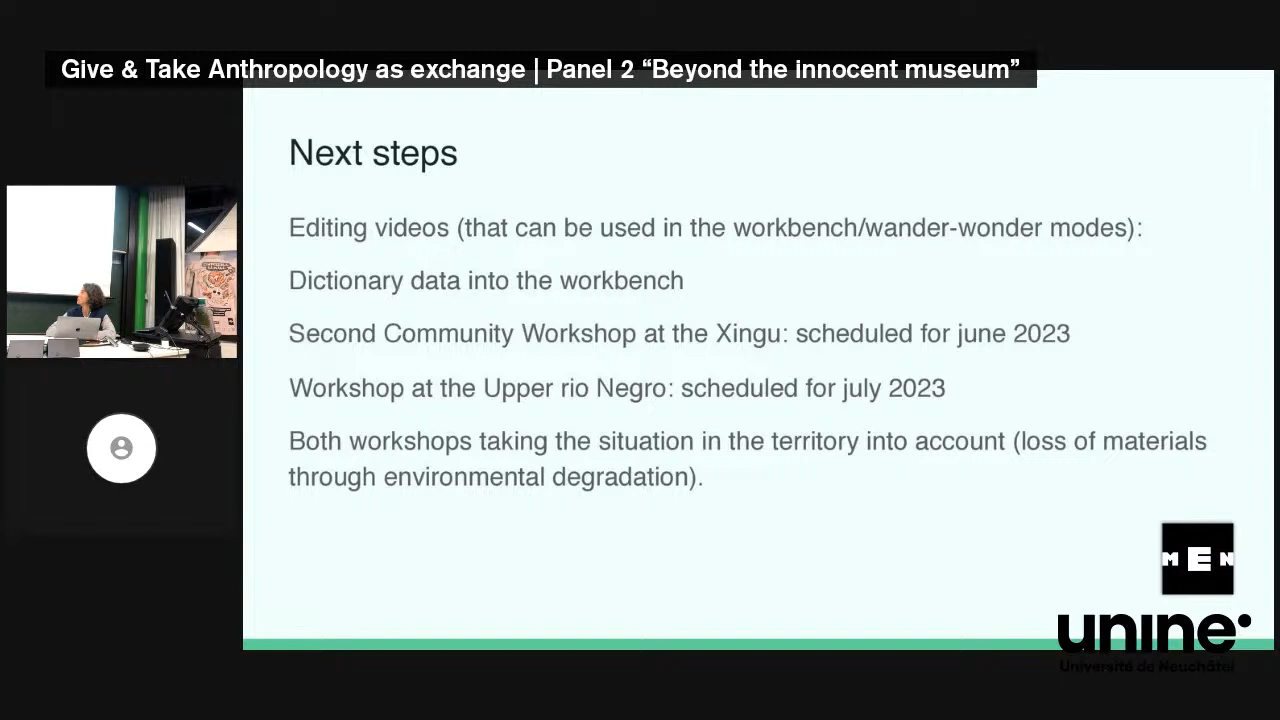 Give & Take Anthropology as exchange | Panel 2 “Beyond the innocent museum”
Next steps
Editing videos (that can be used in the workbench/wander-wonder modes):
Dictionary data into the workbench
Second Community Workshop at the Xingu: scheduled for june 2023
Workshop at the Upper rio Negro: scheduled for july 2023
Both workshops taking the situation in the territory into account (loss of materials
through environmental degradation).
MEN
unine
Université de Neuchâtel